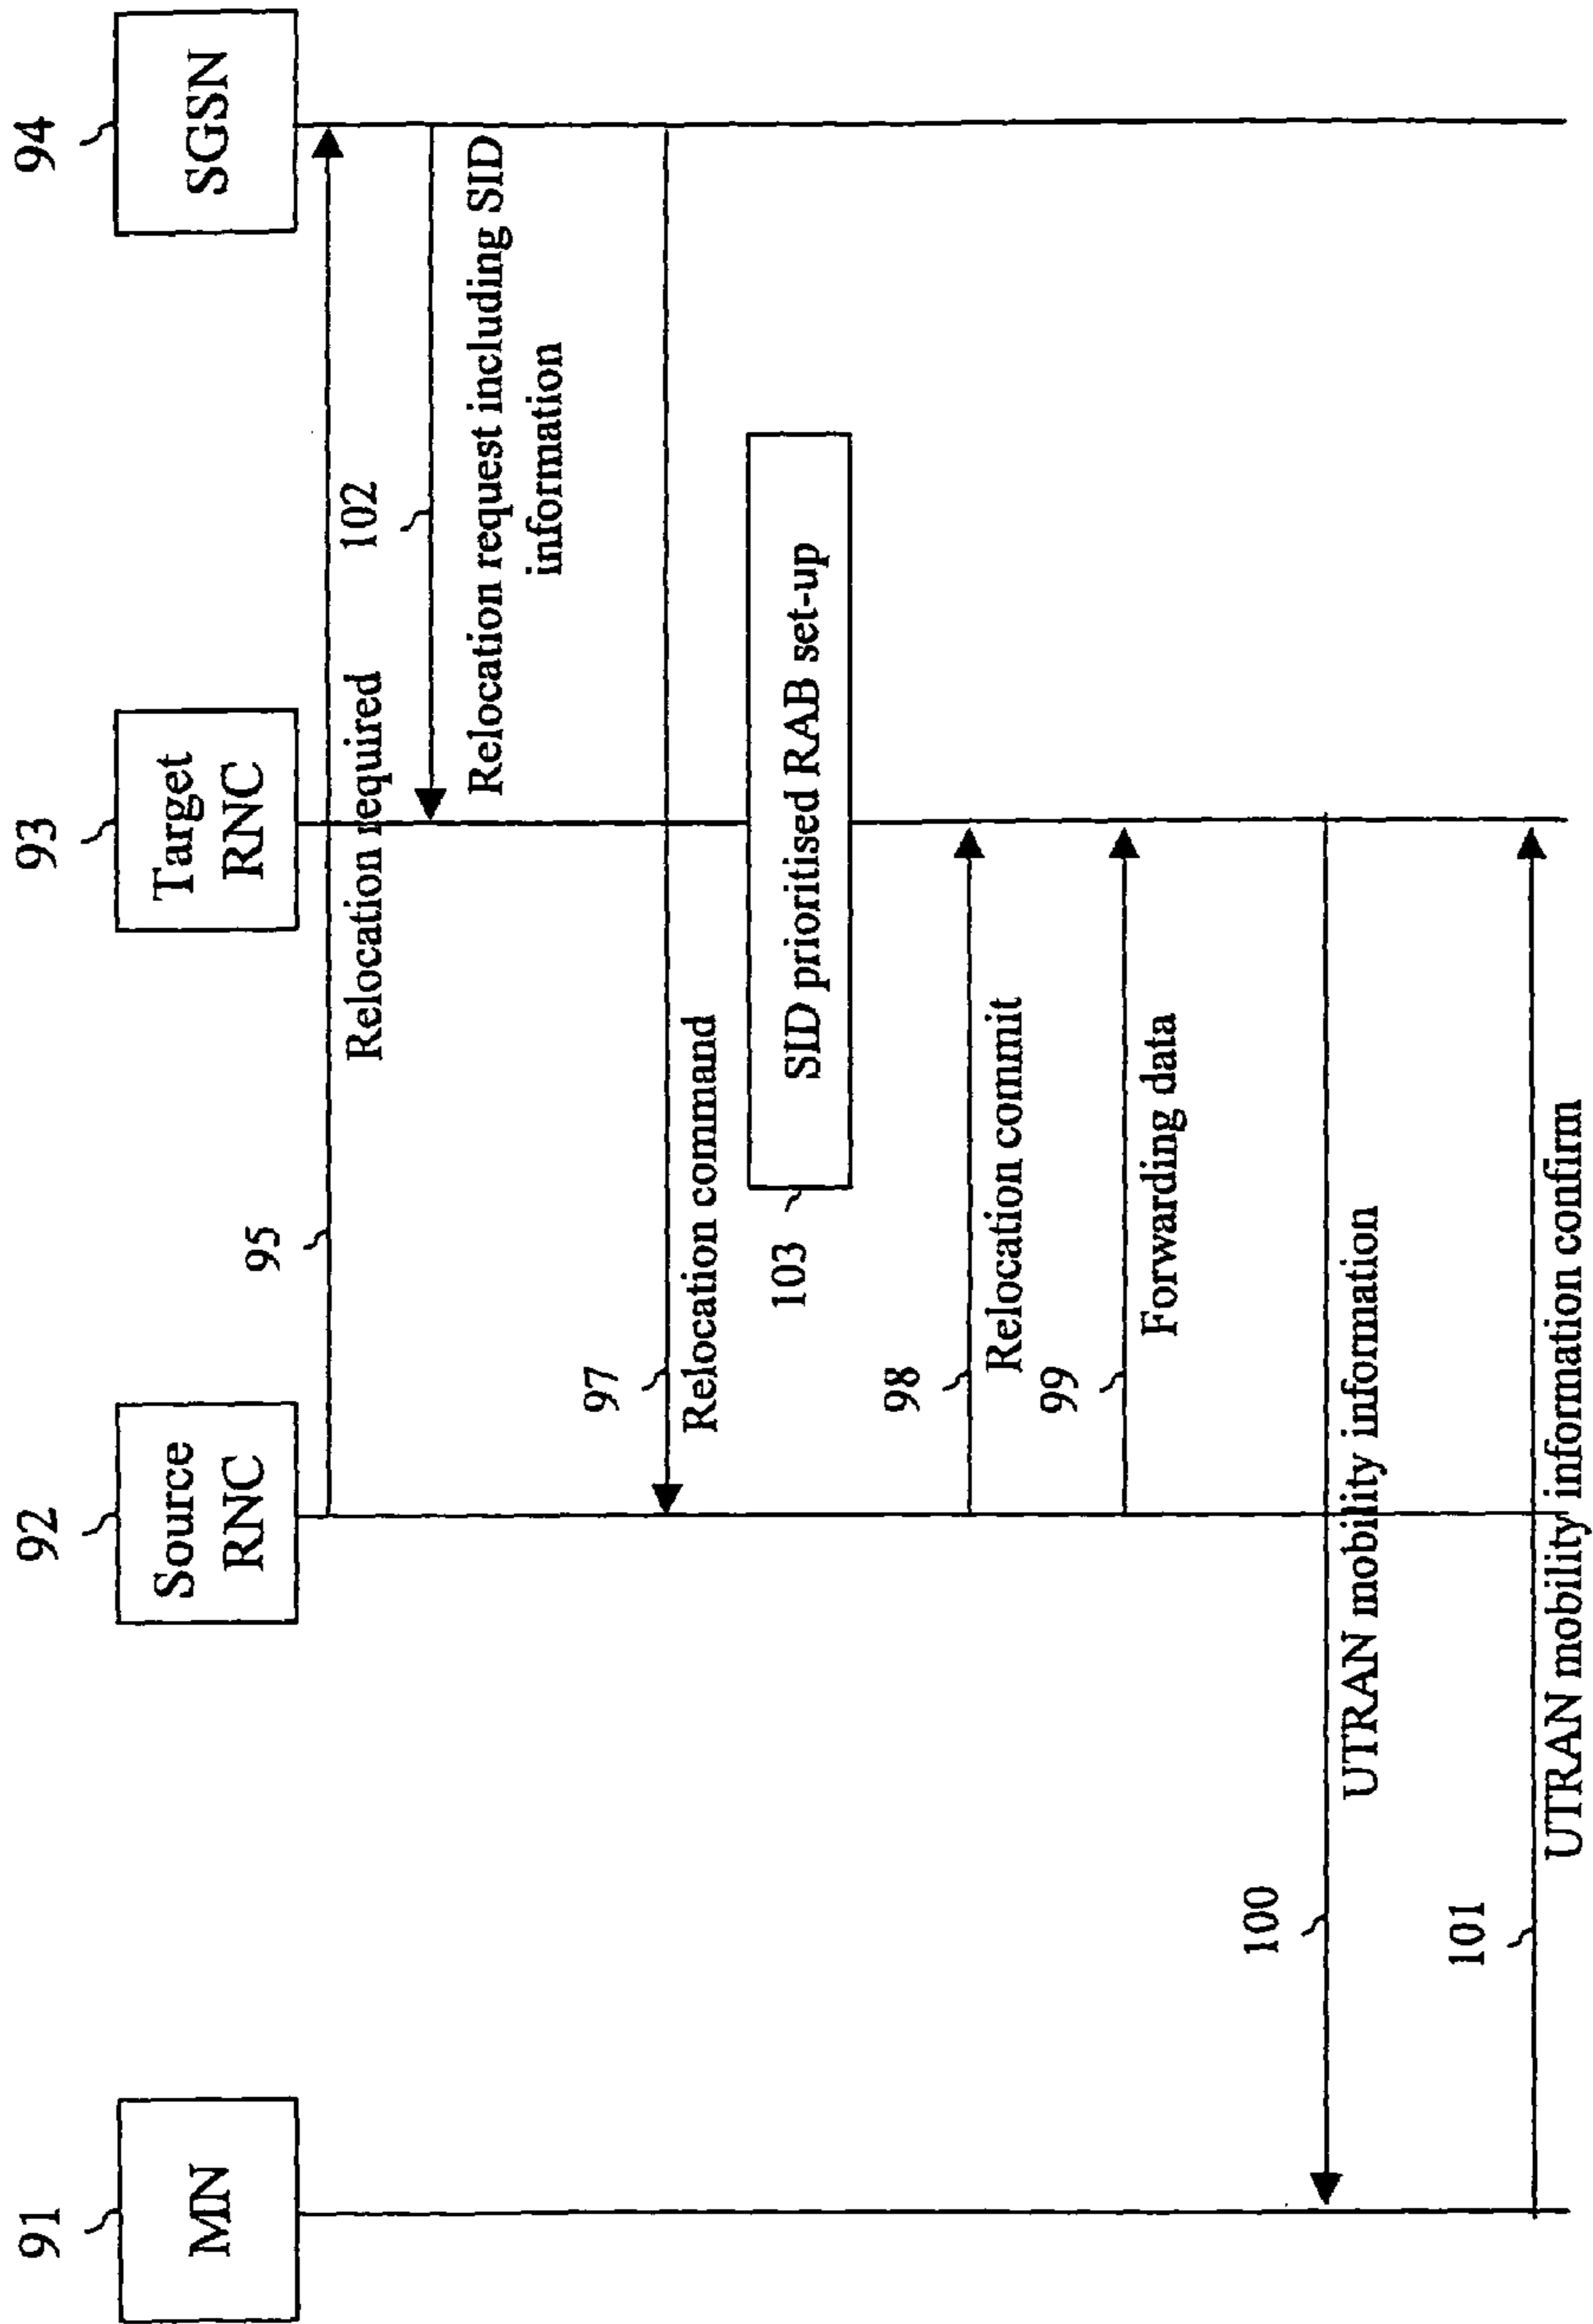 91
MN
92
Source
RNC
93
Target
RNC
94
SGSN
95
Relocation required
102
Relocation request including SID
information
97
Relocation command
103
SID prioritised RAB set-up
98
Relocation commit
99
Forwarding data
100
UTRAN mobility information
101
UTRAN mobility information confirm